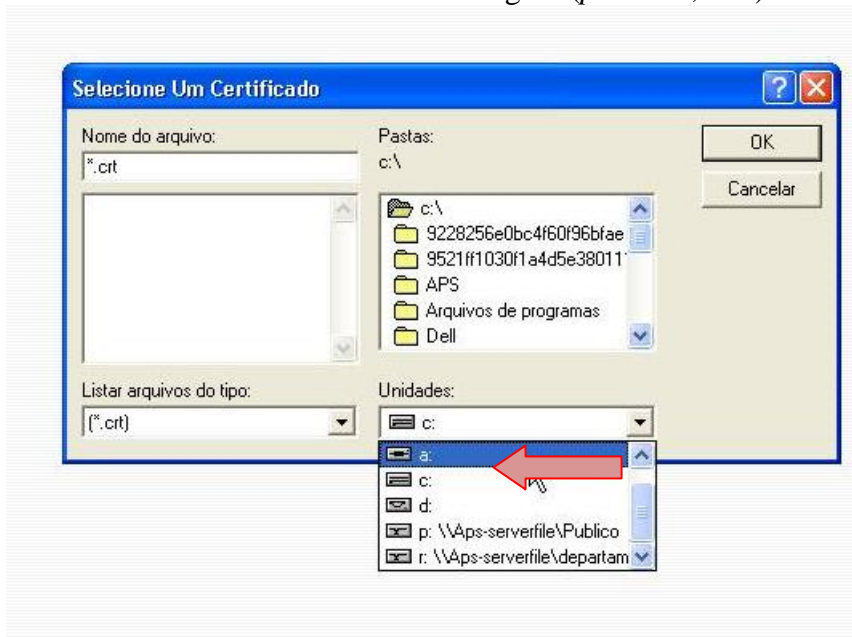 Selecione Um Certificado
Nome do arquivo:
*.crt
Pastas:
c:\
OK
Cancelar
c:\
9228256e0bc4f60f96bfae
9521ff1030f1a4d5e38011
APS
Arquivos de programas
Dell
Listar arquivos do tipo:
(*.crt)
Unidades:
c:
a:
c:
d:
p: \\Aps-serverfile\Publico
r: \\Aps-serverfile\departam